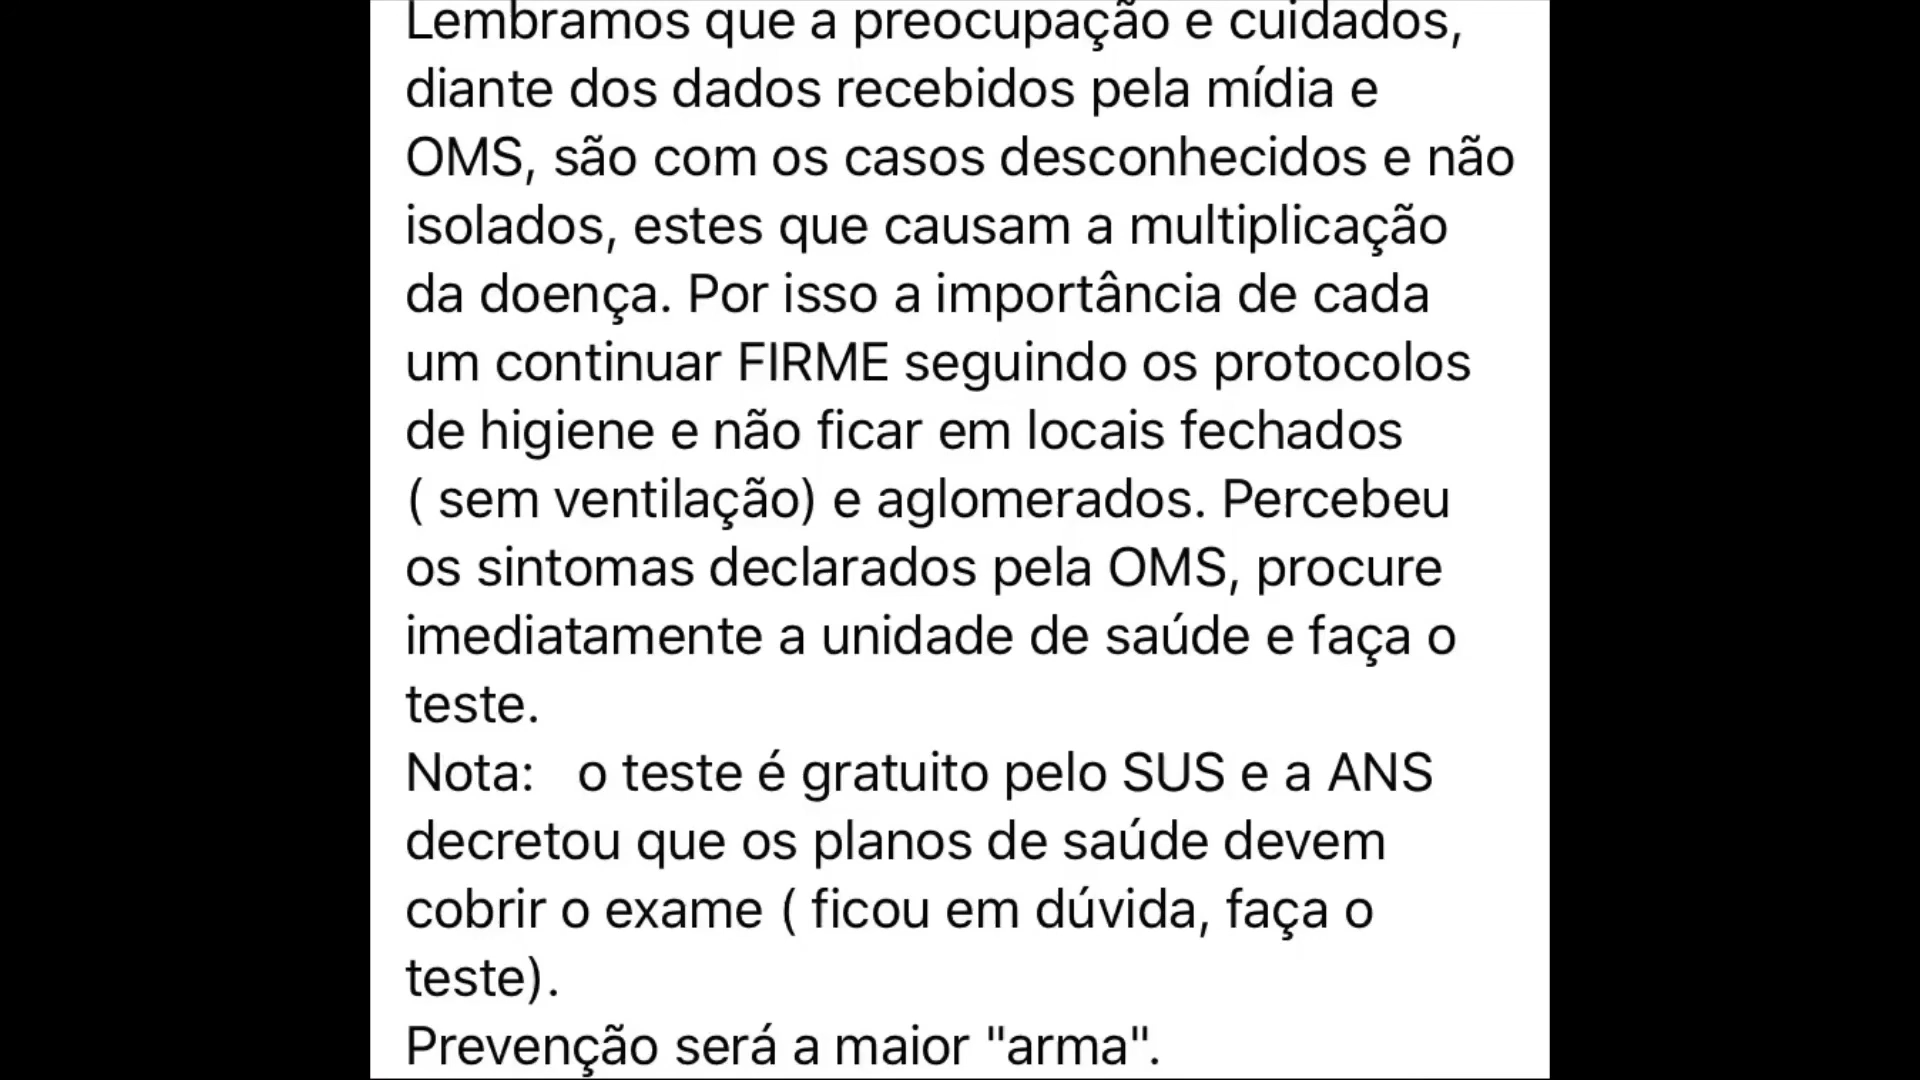 Lembramos que a preocupação e cuidados,
diante dos dados recebidos pela mídia e
OMS, são com os casos desconhecidos e não
isolados, estes que causam a multiplicação
da doença. Por isso a importância de cada
um continuar FIRME seguindo os protocolos
de higiene e não ficar em locais fechados
( sem ventilação) e aglomerados. Percebeu
os sintomas declarados pela OMS, procure
imediatamente a unidade de saúde e faça o
teste.
Nota:   o teste é gratuito pelo SUS e a ANS
decretou que os planos de saúde devem
cobrir o exame ( ficou em dúvida, faça o
teste).
Prevenção será a maior "arma".